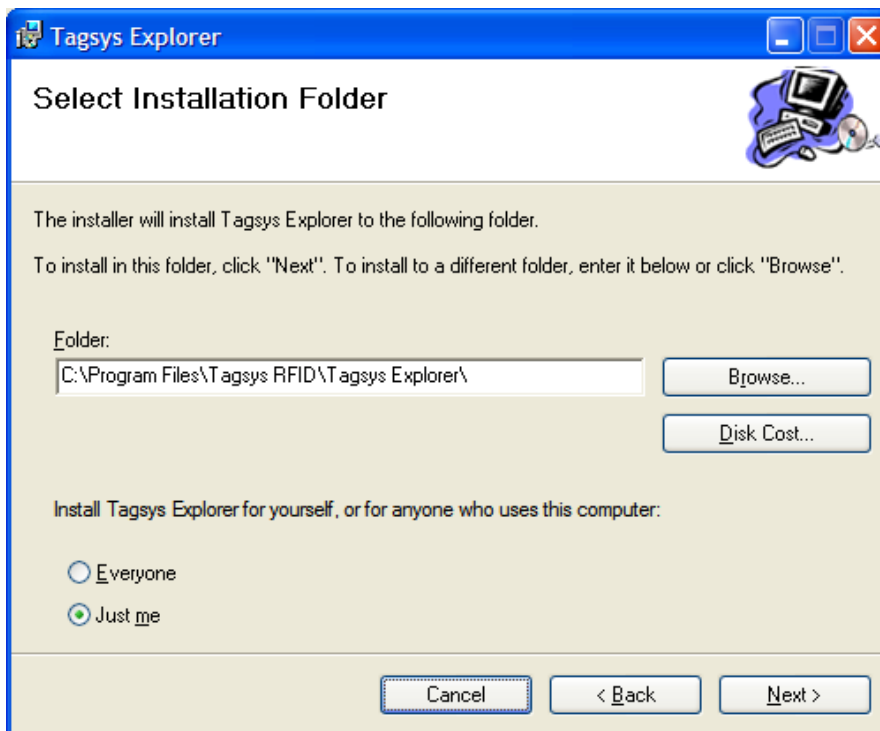 Tagsys Explorer
Select Installation Folder
The installer will install Tagsys Explorer to the following folder.
To install in this folder, click "Next". To install to a different folder, enter it below or click "Browse".
Folder:
C:\Program Files\Tagsys RFID\Tagsys Explorer\
Browse...
Disk Cost...
Install Tagsys Explorer for yourself, or for anyone who uses this computer:
Everyone
Just me
Cancel
< Back
Next >